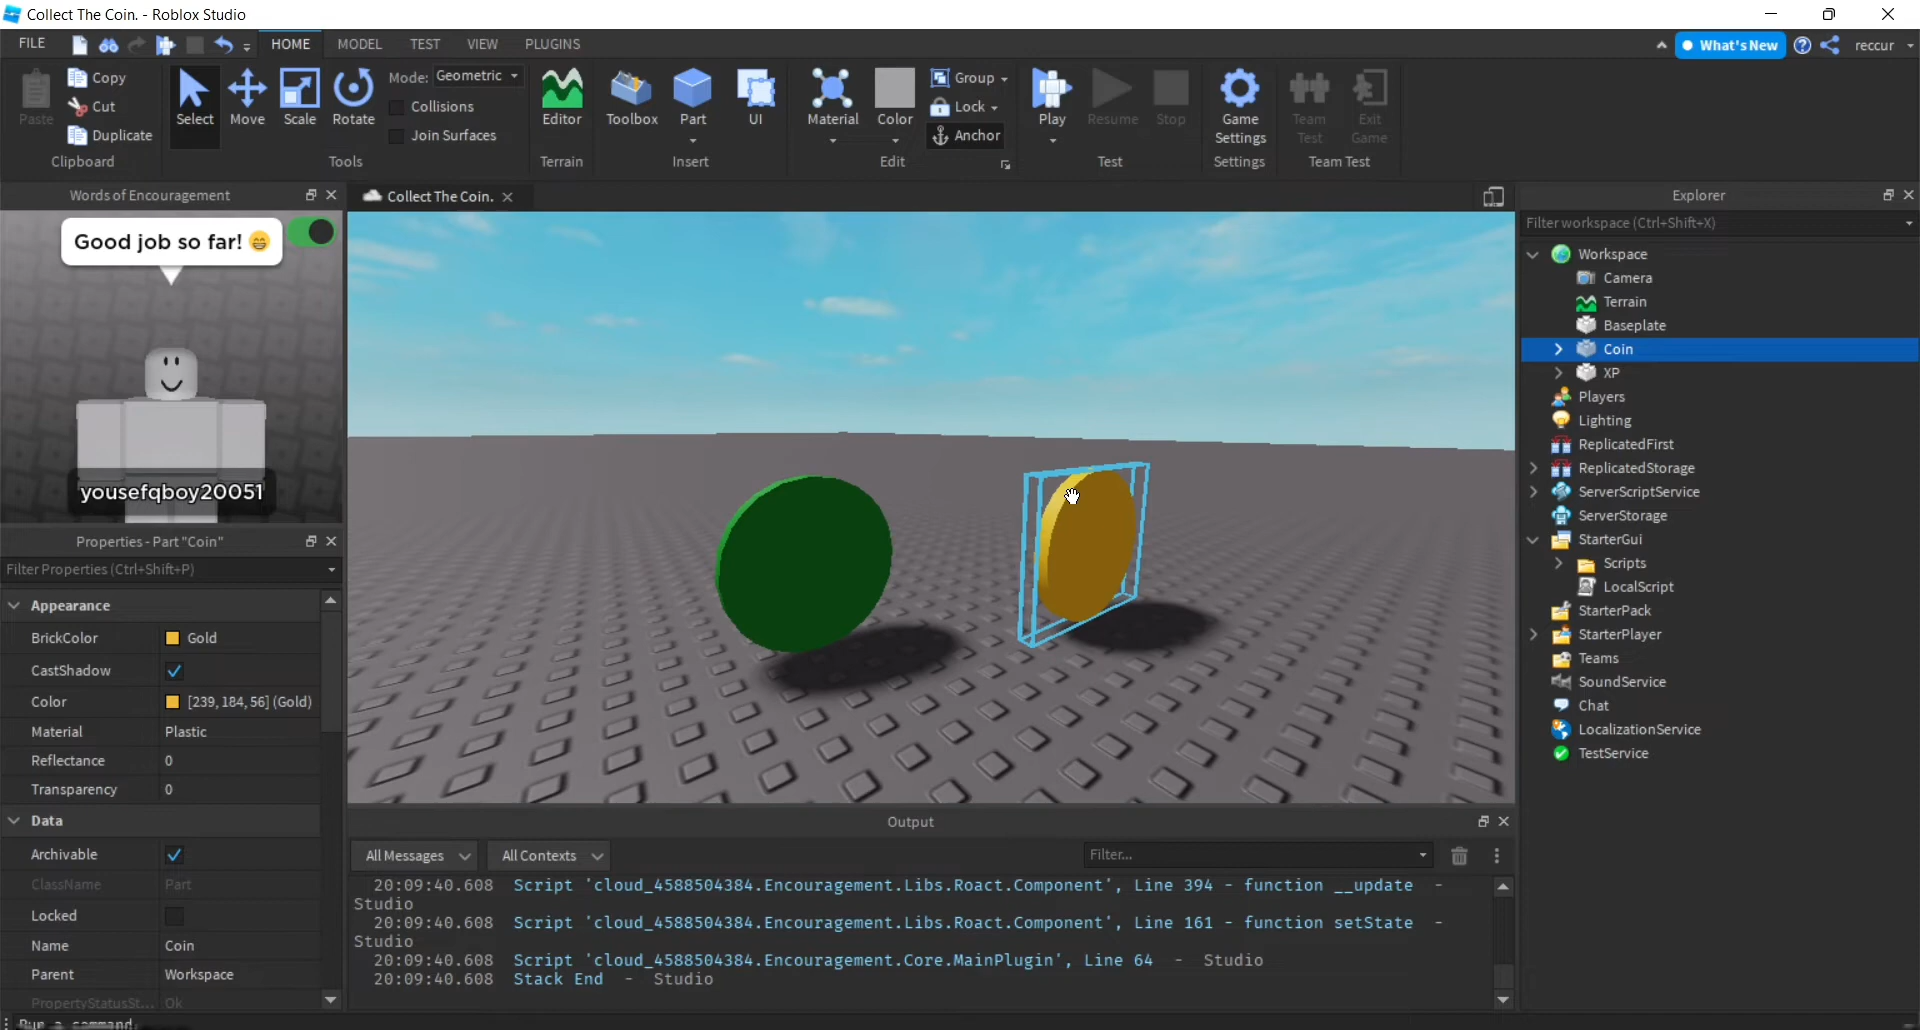 Collect The Coin. - Roblox Studio
FILE
HOME
MODEL
TEST
VIEW
PLUGINS
What's New
reccur
Paste
Copy
Cut
Duplicate
Clipboard
Select
Move
Scale
Rotate
Mode:
Geometric
Collisions
Join Surfaces
Tools
Editor
Terrain
Toolbox
Part
UI
Insert
Material
Color
Group
Lock
Anchor
Edit
Play
Resume
Stop
Test
Game
Settings
Settings
Team
Test
Exit
Game
Team Test
Words of Encouragement
Good job so far! 😁
yousefqboy20051
Properties - Part "Coin"
Filter Properties (Ctrl+Shift+P)
Appearance
BrickColor Gold
CastShadow
Color [239, 184, 56] (Gold)
Material Plastic
Reflectance 0
Transparency 0
Data
Archivable
ClassName Part
Locked
Name Coin
Parent Workspace
PropertyStatusSt... Ok
Run a command
Collect The Coin.
Output
All Messages
All Contexts
Filter...
20:09:40.608 Script 'cloud_4588504384.Encouragement.Libs.Roact.Component', Line 394 - function __update -
Studio
20:09:40.608 Script 'cloud_4588504384.Encouragement.Libs.Roact.Component', Line 161 - function setState -
Studio
20:09:40.608 Script 'cloud_4588504384.Encouragement.Core.MainPlugin', Line 64 - Studio
20:09:40.608 Stack End - Studio
Explorer
Filter workspace (Ctrl+Shift+X)
Workspace
Camera
Terrain
Baseplate
Coin
XP
Players
Lighting
ReplicatedFirst
ReplicatedStorage
ServerScriptService
ServerStorage
StarterGui
Scripts
LocalScript
StarterPack
StarterPlayer
Teams
SoundService
Chat
LocalizationService
TestService